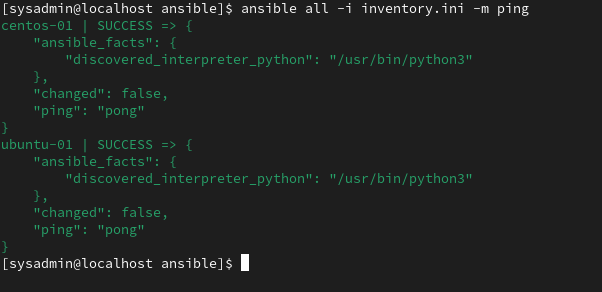 [sysadmin@localhost ansible]$ ansible all -i inventory.ini -m ping
centos-01 | SUCCESS => {
    "ansible_facts": {
        "discovered_interpreter_python": "/usr/bin/python3"
    },
    "changed": false,
    "ping": "pong"
}
ubuntu-01 | SUCCESS => {
    "ansible_facts": {
        "discovered_interpreter_python": "/usr/bin/python3"
    },
    "changed": false,
    "ping": "pong"
}
[sysadmin@localhost ansible]$